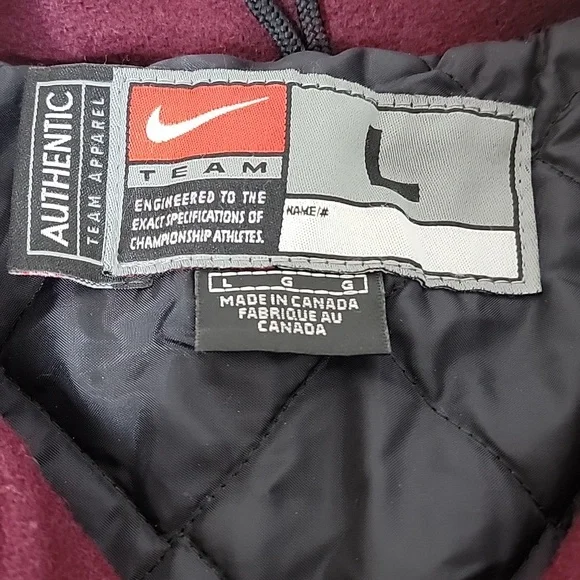 AUTHENTIC
TEAM APPAREL
TEAM
ENGINEERED TO THE
EXACT SPECIFICATIONS OF
CHAMPIONSHIP ATHLETES.
L
NAME/#
L G G
MADE IN CANADA
FABRIQUE AU
CANADA